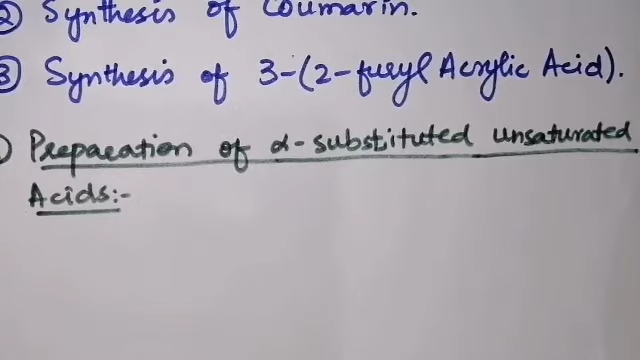 ② Synthesis of Coumarin.
③ Synthesis of 3-(2-furyl Acrylic Acid).
Preparation of α-substituted unsaturated
Acids:-